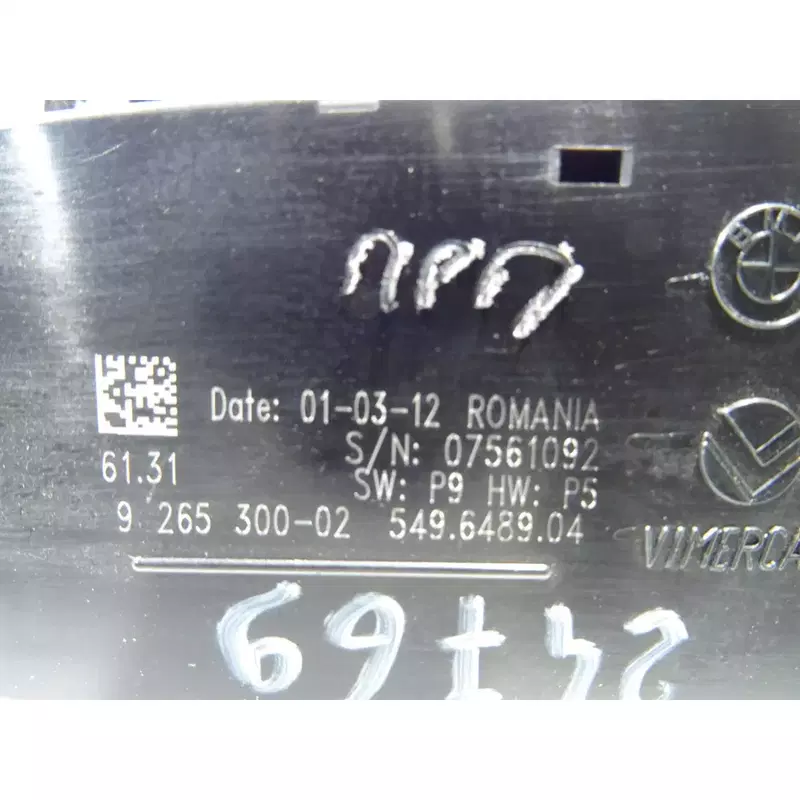 Date: 01-03-12 ROMANIA
S/N: 07561092
61.31
SW: P9 HW: P5
9 265 300-02 549.6489.04
VIMERCA